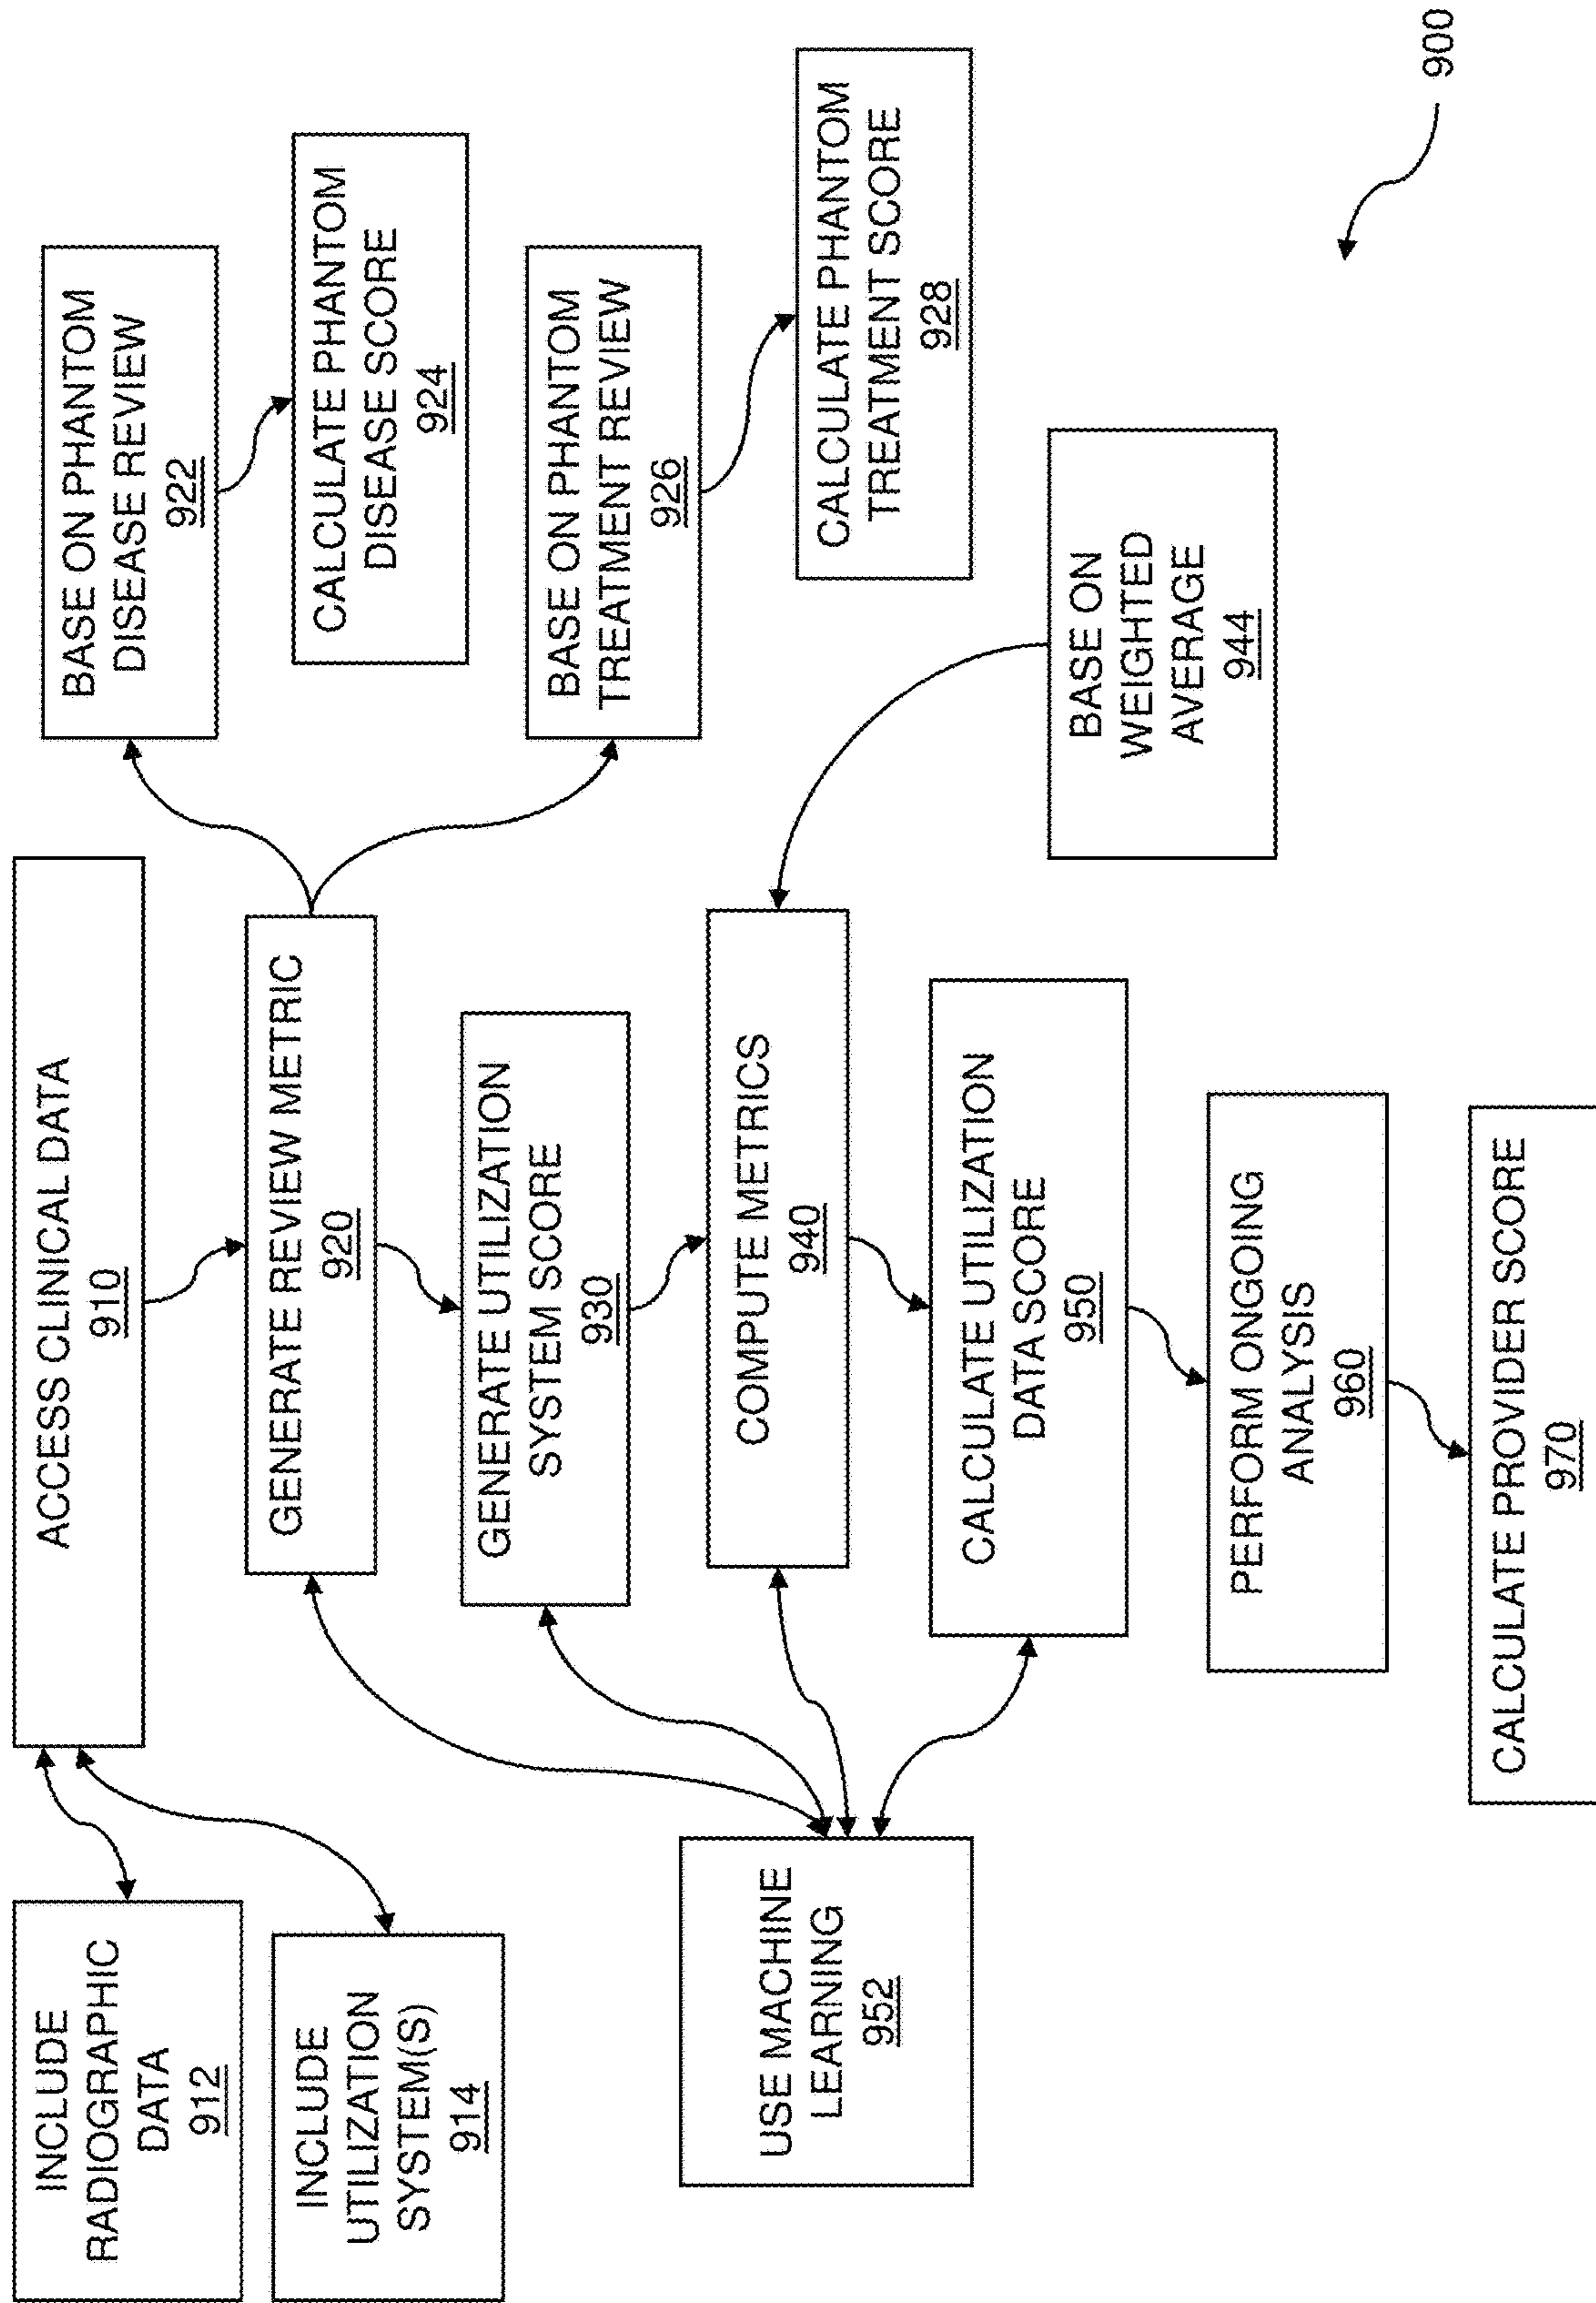 INCLUDE
RADIOGRAPHIC
DATA
912
ACCESS CLINICAL DATA
910
BASE ON PHANTOM
DISEASE REVIEW
922
INCLUDE
UTILIZATION
SYSTEM(S)
914
GENERATE REVIEW METRIC
920
CALCULATE PHANTOM
DISEASE SCORE
924
GENERATE UTILIZATION
SYSTEM SCORE
930
BASE ON PHANTOM
TREATMENT REVIEW
926
USE MACHINE
LEARNING
952
COMPUTE METRICS
940
CALCULATE PHANTOM
TREATMENT SCORE
928
CALCULATE UTILIZATION
DATA SCORE
950
BASE ON
WEIGHTED
AVERAGE
944
PERFORM ONGOING
ANALYSIS
960
CALCULATE PROVIDER SCORE
970
900